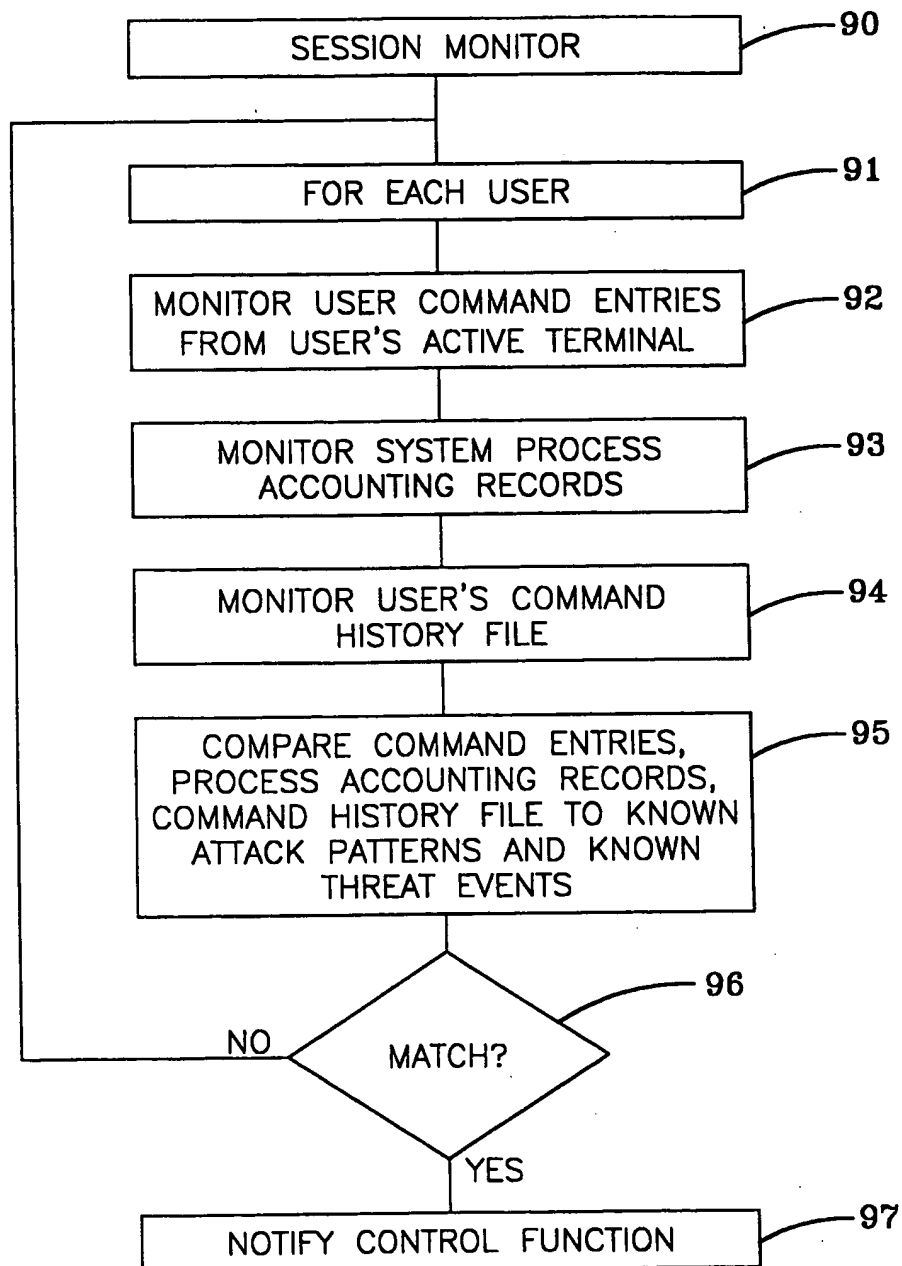 SESSION MONITOR
90
FOR EACH USER
91
MONITOR USER COMMAND ENTRIES
FROM USER'S ACTIVE TERMINAL
92
MONITOR SYSTEM PROCESS
ACCOUNTING RECORDS
93
MONITOR USER'S COMMAND
HISTORY FILE
94
COMPARE COMMAND ENTRIES,
PROCESS ACCOUNTING RECORDS,
COMMAND HISTORY FILE TO KNOWN
ATTACK PATTERNS AND KNOWN
THREAT EVENTS
95
96
NO
MATCH?
YES
NOTIFY CONTROL FUNCTION
97